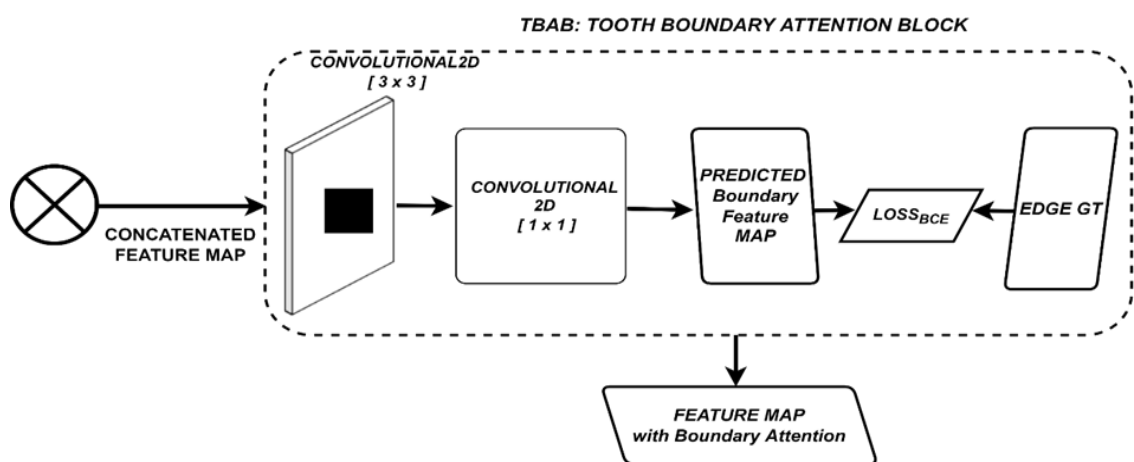 TBAB: TOOTH BOUNDARY ATTENTION BLOCK
CONVOLUTIONAL2D
[ 3 x 3 ]
CONCATENATED
FEATURE MAP
CONVOLUTIONAL
2D
[ 1 x 1 ]
PREDICTED
Boundary
Feature
MAP
LOSSBCE
EDGE GT
FEATURE MAP
with Boundary Attention